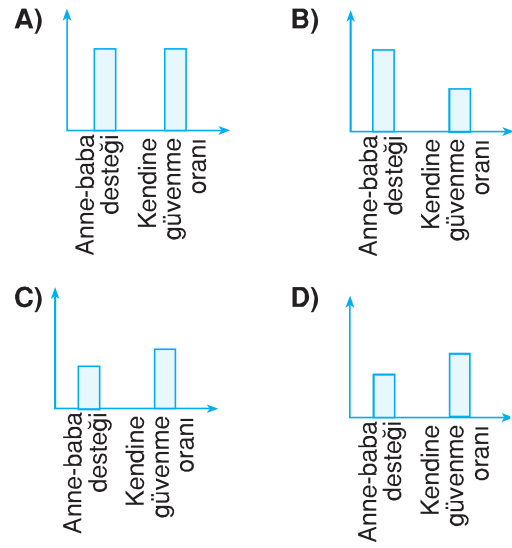 A)
Anne-baba
desteği
Kendine
güvenme
oranı
B)
Anne-baba
desteği
Kendine
güvenme
oranı
C)
Anne-baba
desteği
Kendine
güvenme
oranı
D)
Anne-baba
desteği
Kendine
güvenme
oranı